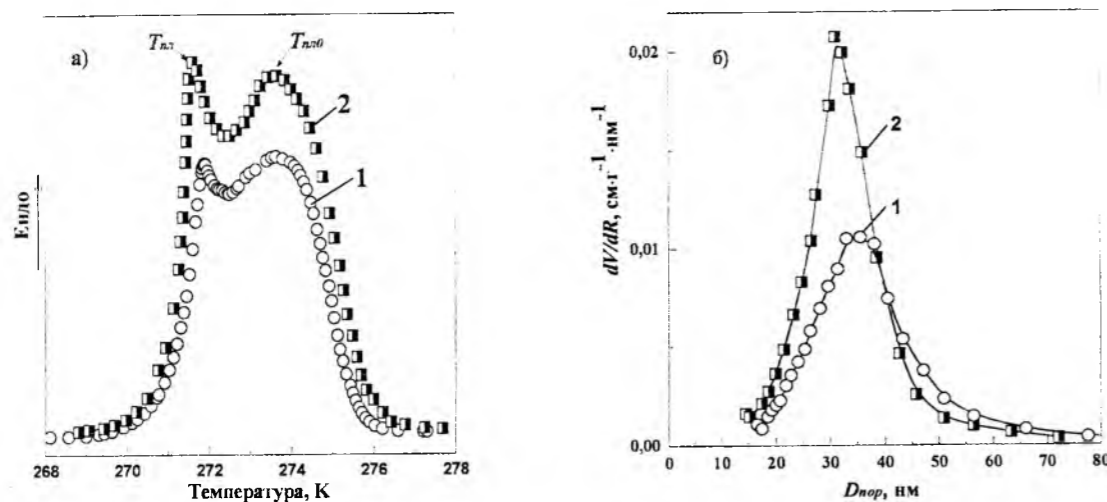 а)
Тпл
Тпл0
2
1
Ендо
268 270 272 274 276 278
Температура, К
б)
0,02
2
1
0,01
0,00
dV/dR, см·г⁻¹·нм⁻¹
0 10 20 30 40 50 60 70 80
Dпор, нм